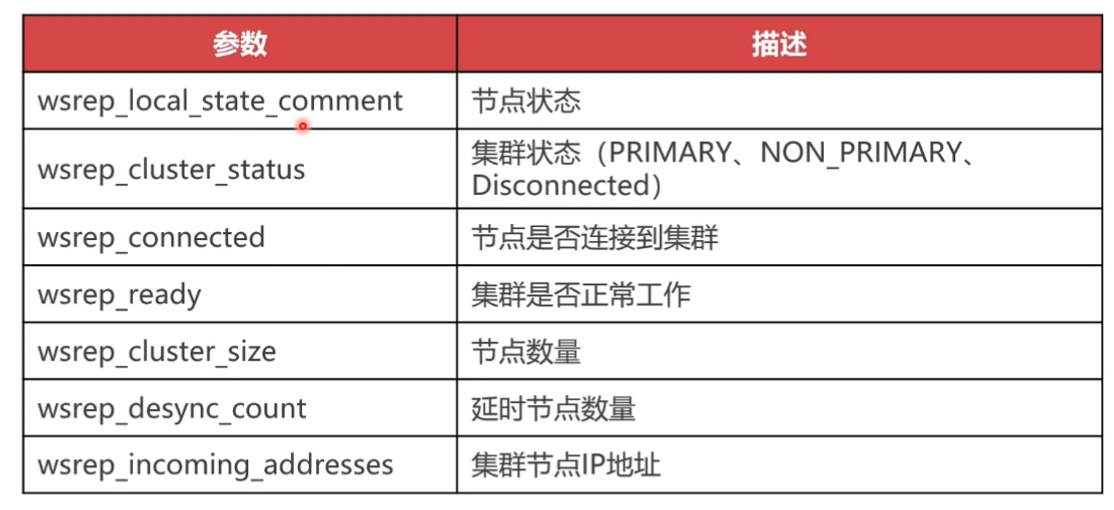 参数 描述
wsrep_local_state_comment 节点状态
wsrep_cluster_status 集群状态（PRIMARY、NON_PRIMARY、
Disconnected）
wsrep_connected 节点是否连接到集群
wsrep_ready 集群是否正常工作
wsrep_cluster_size 节点数量
wsrep_desync_count 延时节点数量
wsrep_incoming_addresses 集群节点IP地址